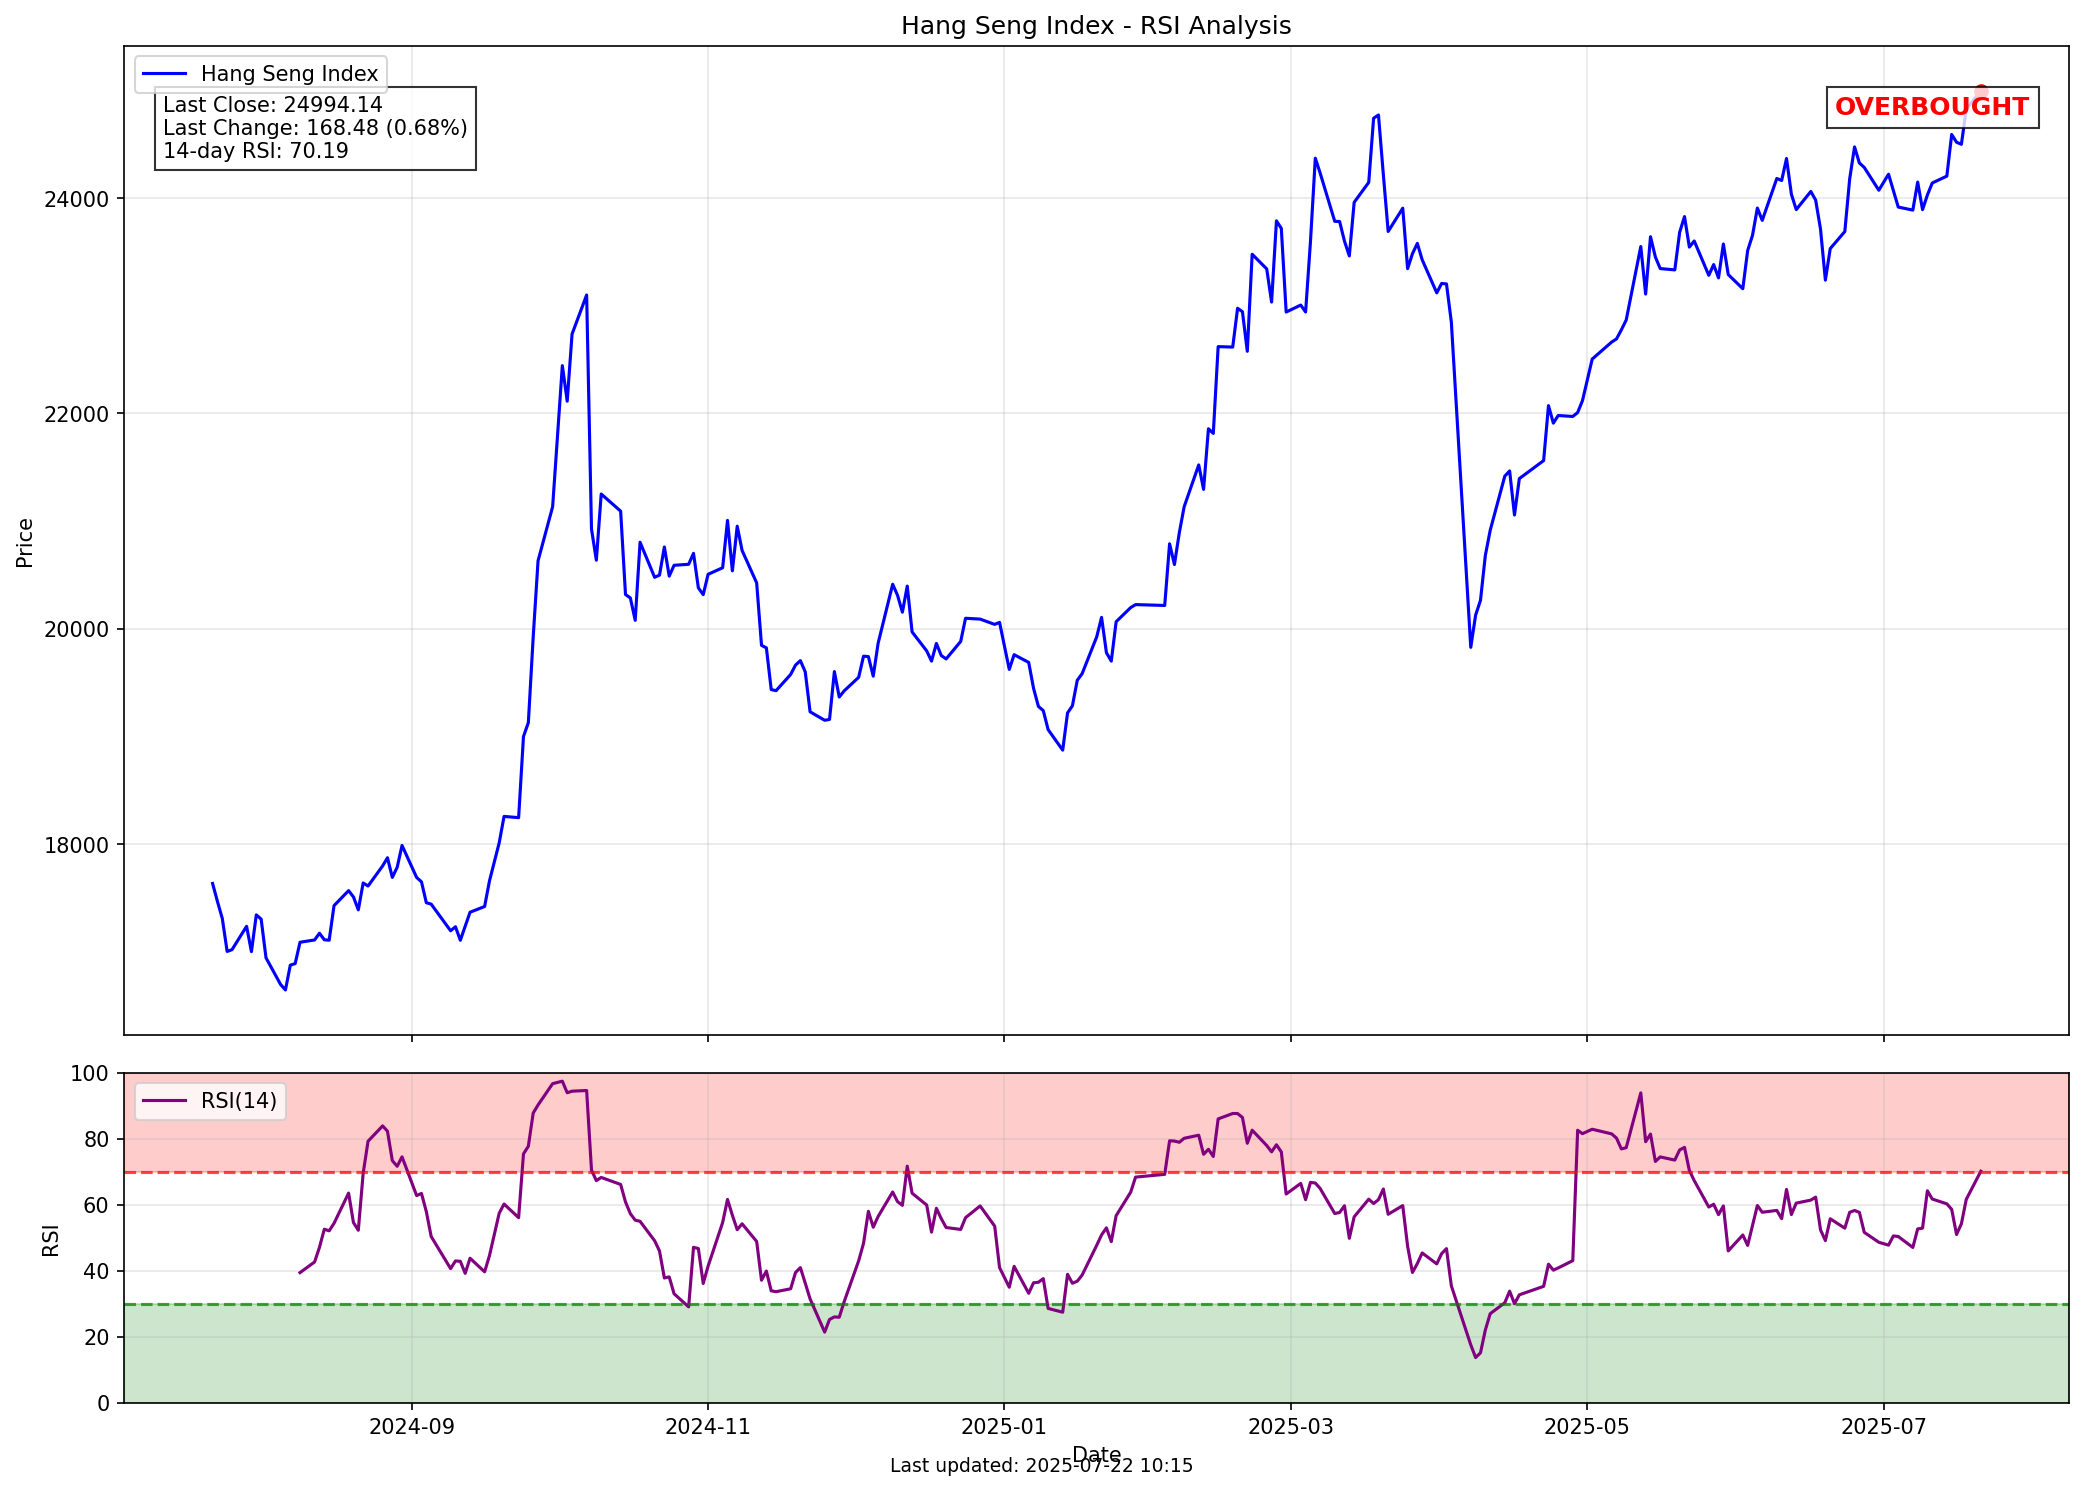 Hang Seng Index - RSI Analysis
Hang Seng Index
Last Close: 24994.14
Last Change: 168.48 (0.68%)
14-day RSI: 70.19
OVERBOUGHT
Price
24000
22000
20000
18000
RSI(14)
RSI
100
80
60
40
20
0
2024-09
2024-11
2025-01
2025-03
2025-05
2025-07
Date
Last updated: 2025-07-22 10:15